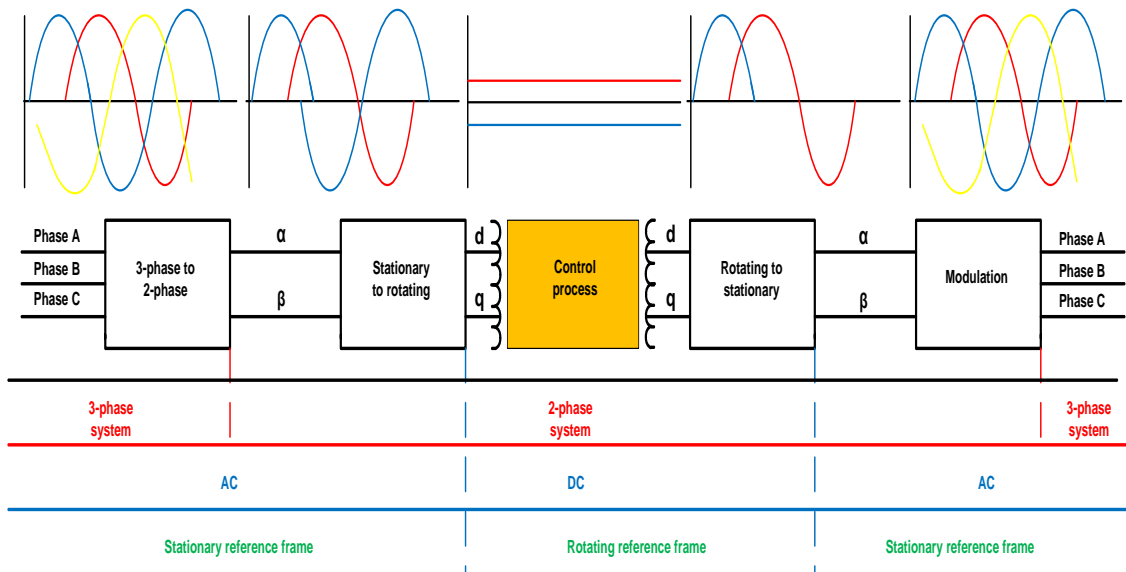 Phase A
Phase B
Phase C
3-phase to
2-phase
α
β
Stationary
to rotating
d
q
Control
process
d
q
Rotating to
stationary
α
β
Modulation
Phase A
Phase B
Phase C
3-phase
system
2-phase
system
3-phase
system
AC
DC
AC
Stationary reference frame
Rotating reference frame
Stationary reference frame